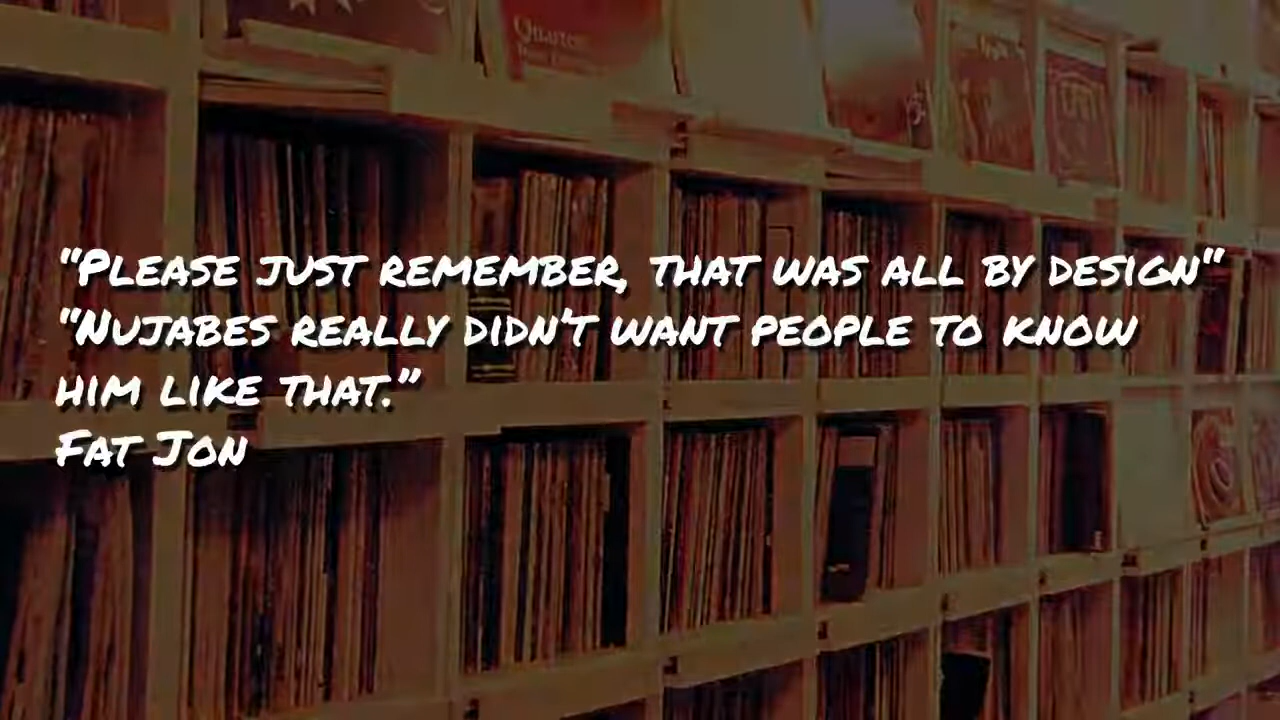 Quartet
"PLEASE JUST REMEMBER, THAT WAS ALL BY DESIGN"
"NUJABES REALLY DIDN'T WANT PEOPLE TO KNOW
HIM LIKE THAT."
FAT JON